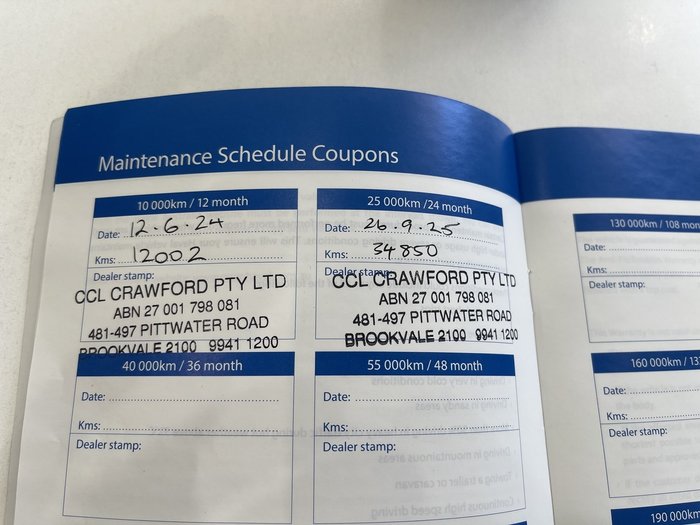 Maintenance Schedule Coupons
10 000km / 12 month
Date: 12.6.24
Kms: 12002
Dealer stamp:
CCL CRAWFORD PTY LTD
ABN 27 001 798 081
481-497 PITTWATER ROAD
BROOKVALE 2100 9941 1200
25 000km /24 month
Date: 26.9.25
Kms: 34850
Dealer stamp:
CCL CRAWFORD PTY LTD
ABN 27 001 798 081
481-497 PITTWATER ROAD
BROOKVALE 2100 9941 1200
40 000km / 36 month
Date:
Kms:
Dealer stamp:
55 000km / 48 month
Date:
Kms:
Dealer stamp:
130 000km / 108
Date:
Kms:
Dealer stamp:
160 000km /
Date:
Kms:
Dealer stamp:
190 000km